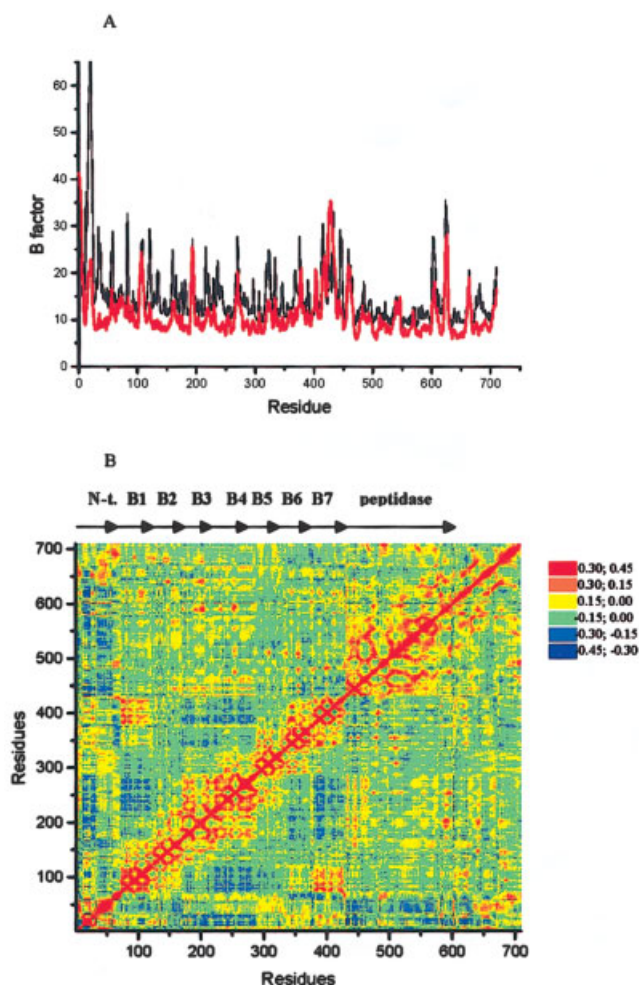 A
60
50
40
30
20
10
0
B factor
0 100 200 300 400 500 600 700
Residue
B
N-t. B1 B2 B3 B4 B5 B6 B7 peptidase
700
600
500
400
300
200
100
Residues
100 200 300 400 500 600 700
Residues
0.30; 0.45
0.30; 0.15
0.15; 0.00
-0.15; 0.00
-0.30; -0.15
-0.45; -0.30